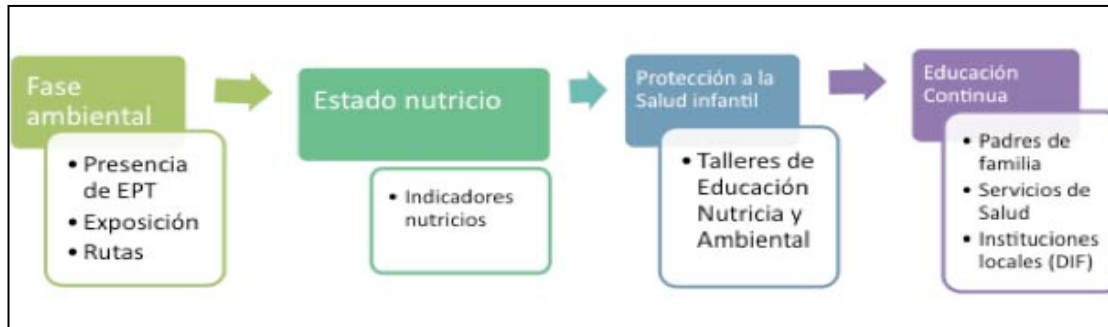 Fase
ambiental
• Presencia
de EPT
• Exposición
• Rutas
Estado nutricio
• Indicadores
nutricios
Protección a la
Salud infantil
• Talleres de
Educación
Nutricia y
Ambiental
Educación
Continua
• Padres de
familia
• Servicios de
Salud
• Instituciones
locales (DIF)